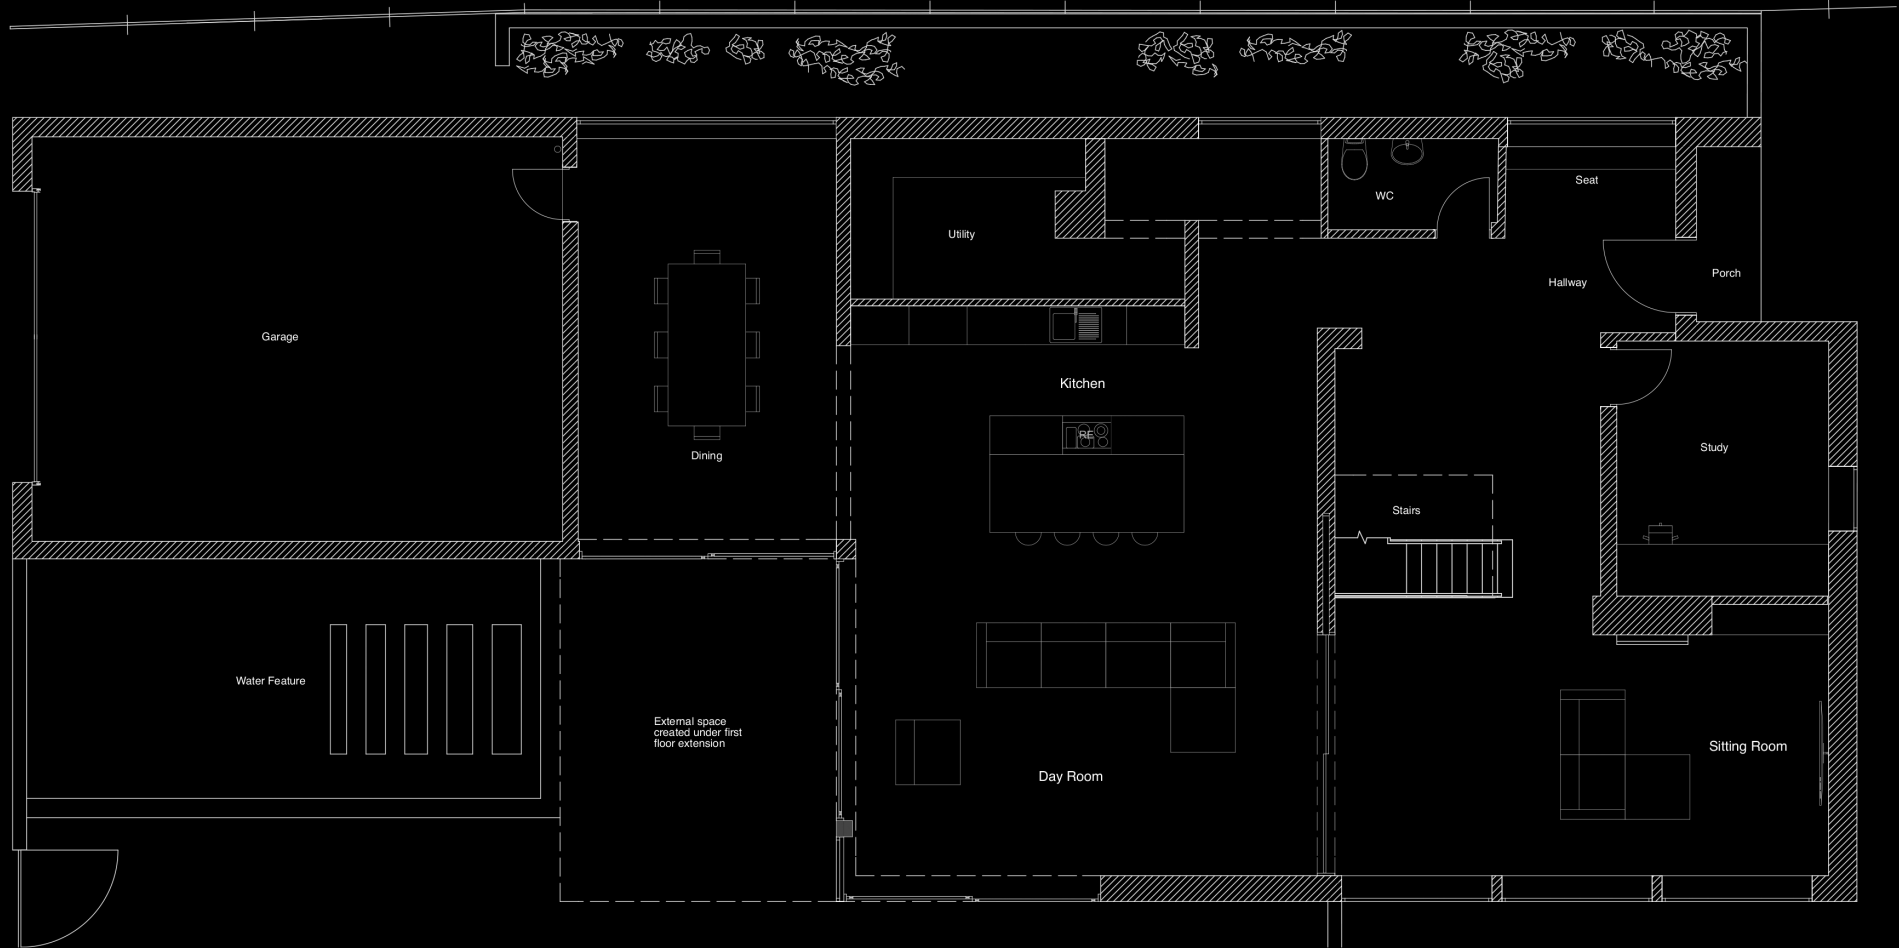 Seat
WC
Utility
Porch
Hallway
Garage
Kitchen
RE
Study
Dining
Stairs
Water Feature
External space
created under first
floor extension
Sitting Room
Day Room